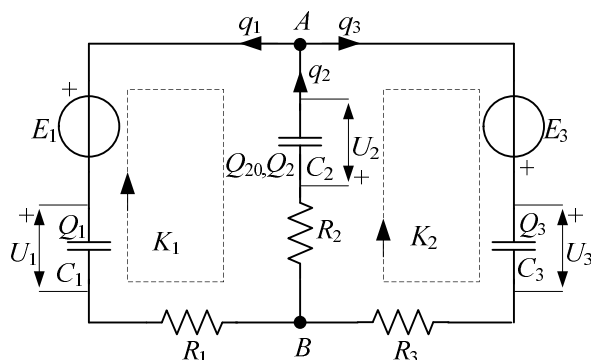 q1 A q3
q2
+
E1 E3
Q20,Q2 C2 U2
+ +
+ +
Q1 K1 R2 K2 Q3
U1 C1 C3 U3
R1 B R3